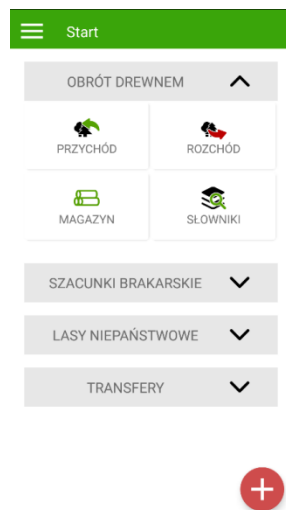 Start
OBRÓT DREWNEM
PRZYCHÓD
ROZCHÓD
MAGAZYN
SŁOWNIKI
SZACUNKI BRAKARSKIE
LASY NIEPAŃSTWOWE
TRANSFERY